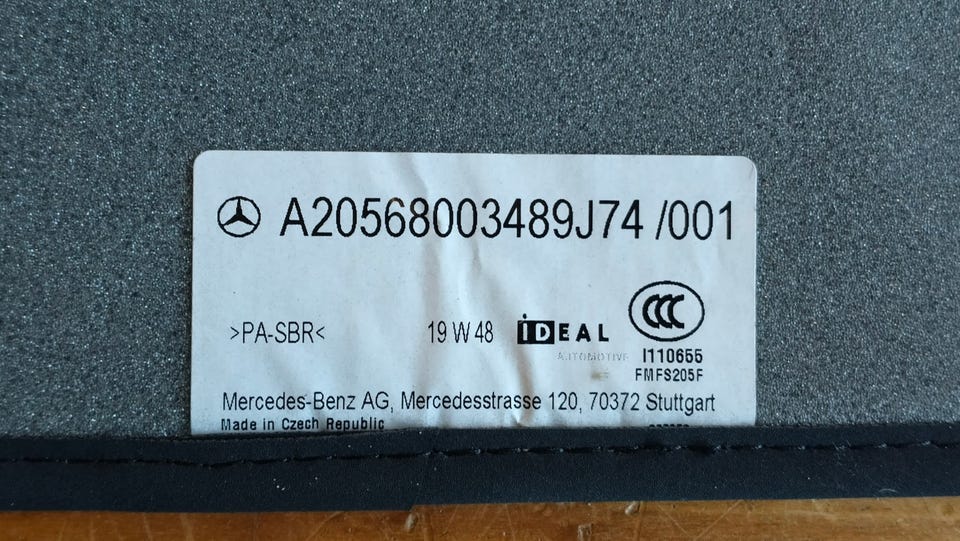 A20568003489J74 /001
CCC
>PA-SBR< 19 W 48 iDEAL
AUTOMOTIVE I110655
FMFS205F
Mercedes-Benz AG, Mercedesstrasse 120, 70372 Stuttgart
Made in Czech Republic